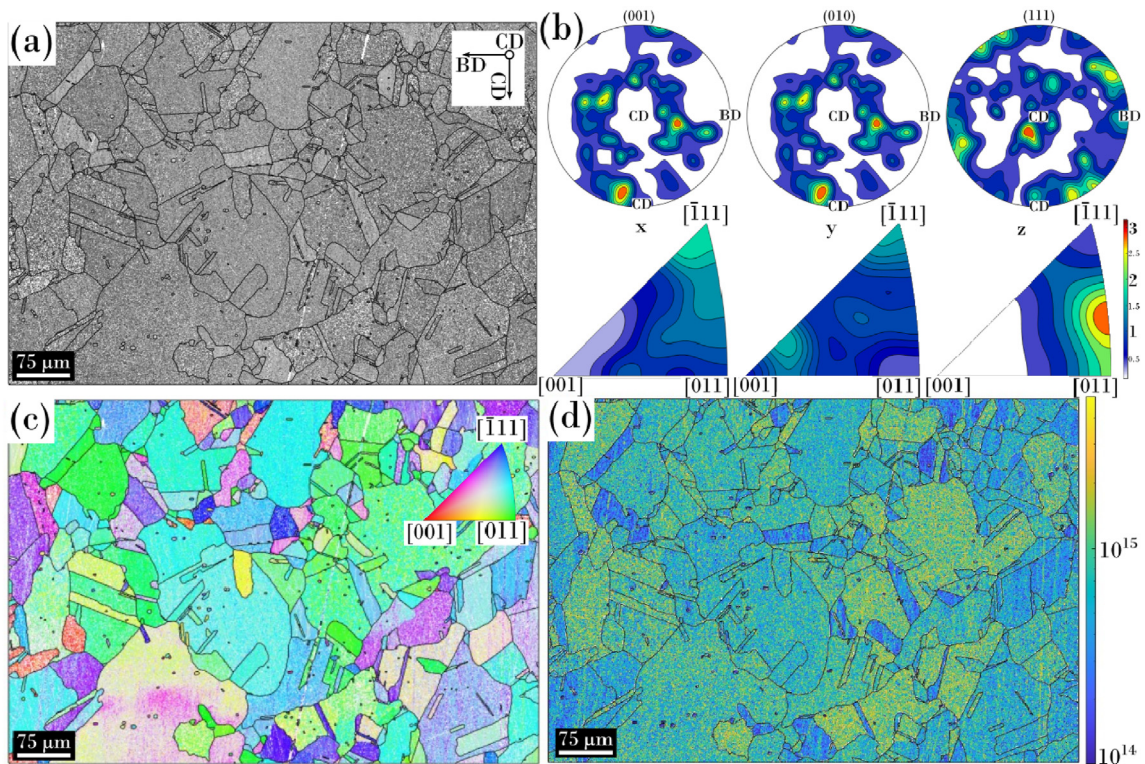 (a)
CD
BD
CD
75 μm
(b)
(001)
(010)
(111)
CD
CD
CD
BD
BD
BD
CD
CD
CD
x
y
z
[1̅11]
[1̅11]
[1̅11]
[001]
[011]
[001]
[011]
[001]
[011]
3
2.5
2
1.5
1
0.5
(c)
[1̅11]
[001]
[011]
75 μm
(d)
75 μm
10¹⁵
10¹⁴